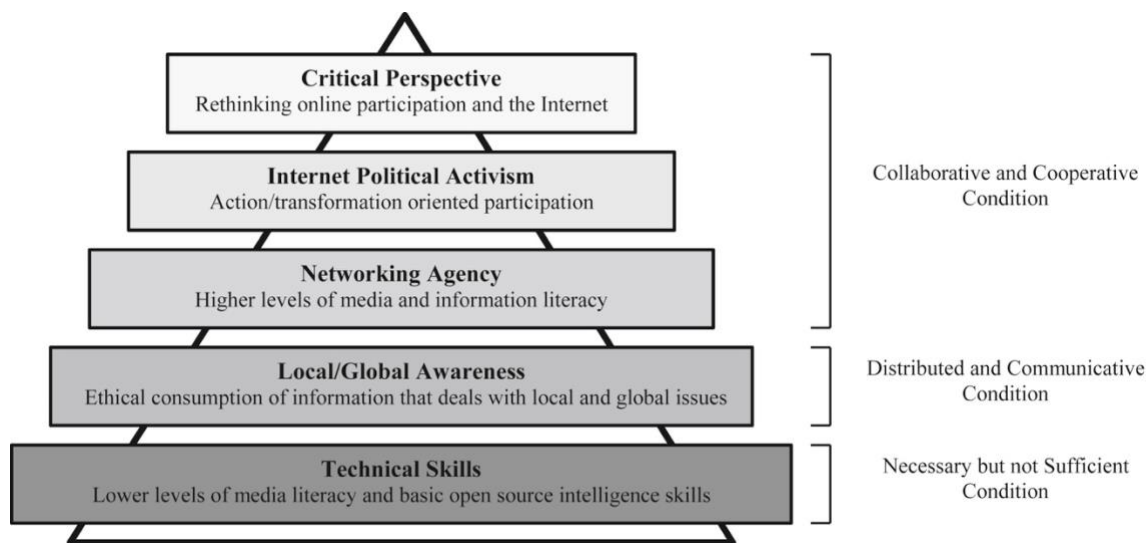 Critical Perspective
Rethinking online participation and the Internet
Internet Political Activism
Action/transformation oriented participation
Networking Agency
Higher levels of media and information literacy
Local/Global Awareness
Ethical consumption of information that deals with local and global issues
Technical Skills
Lower levels of media literacy and basic open source intelligence skills
Collaborative and Cooperative
Condition
Distributed and Communicative
Condition
Necessary but not Sufficient
Condition